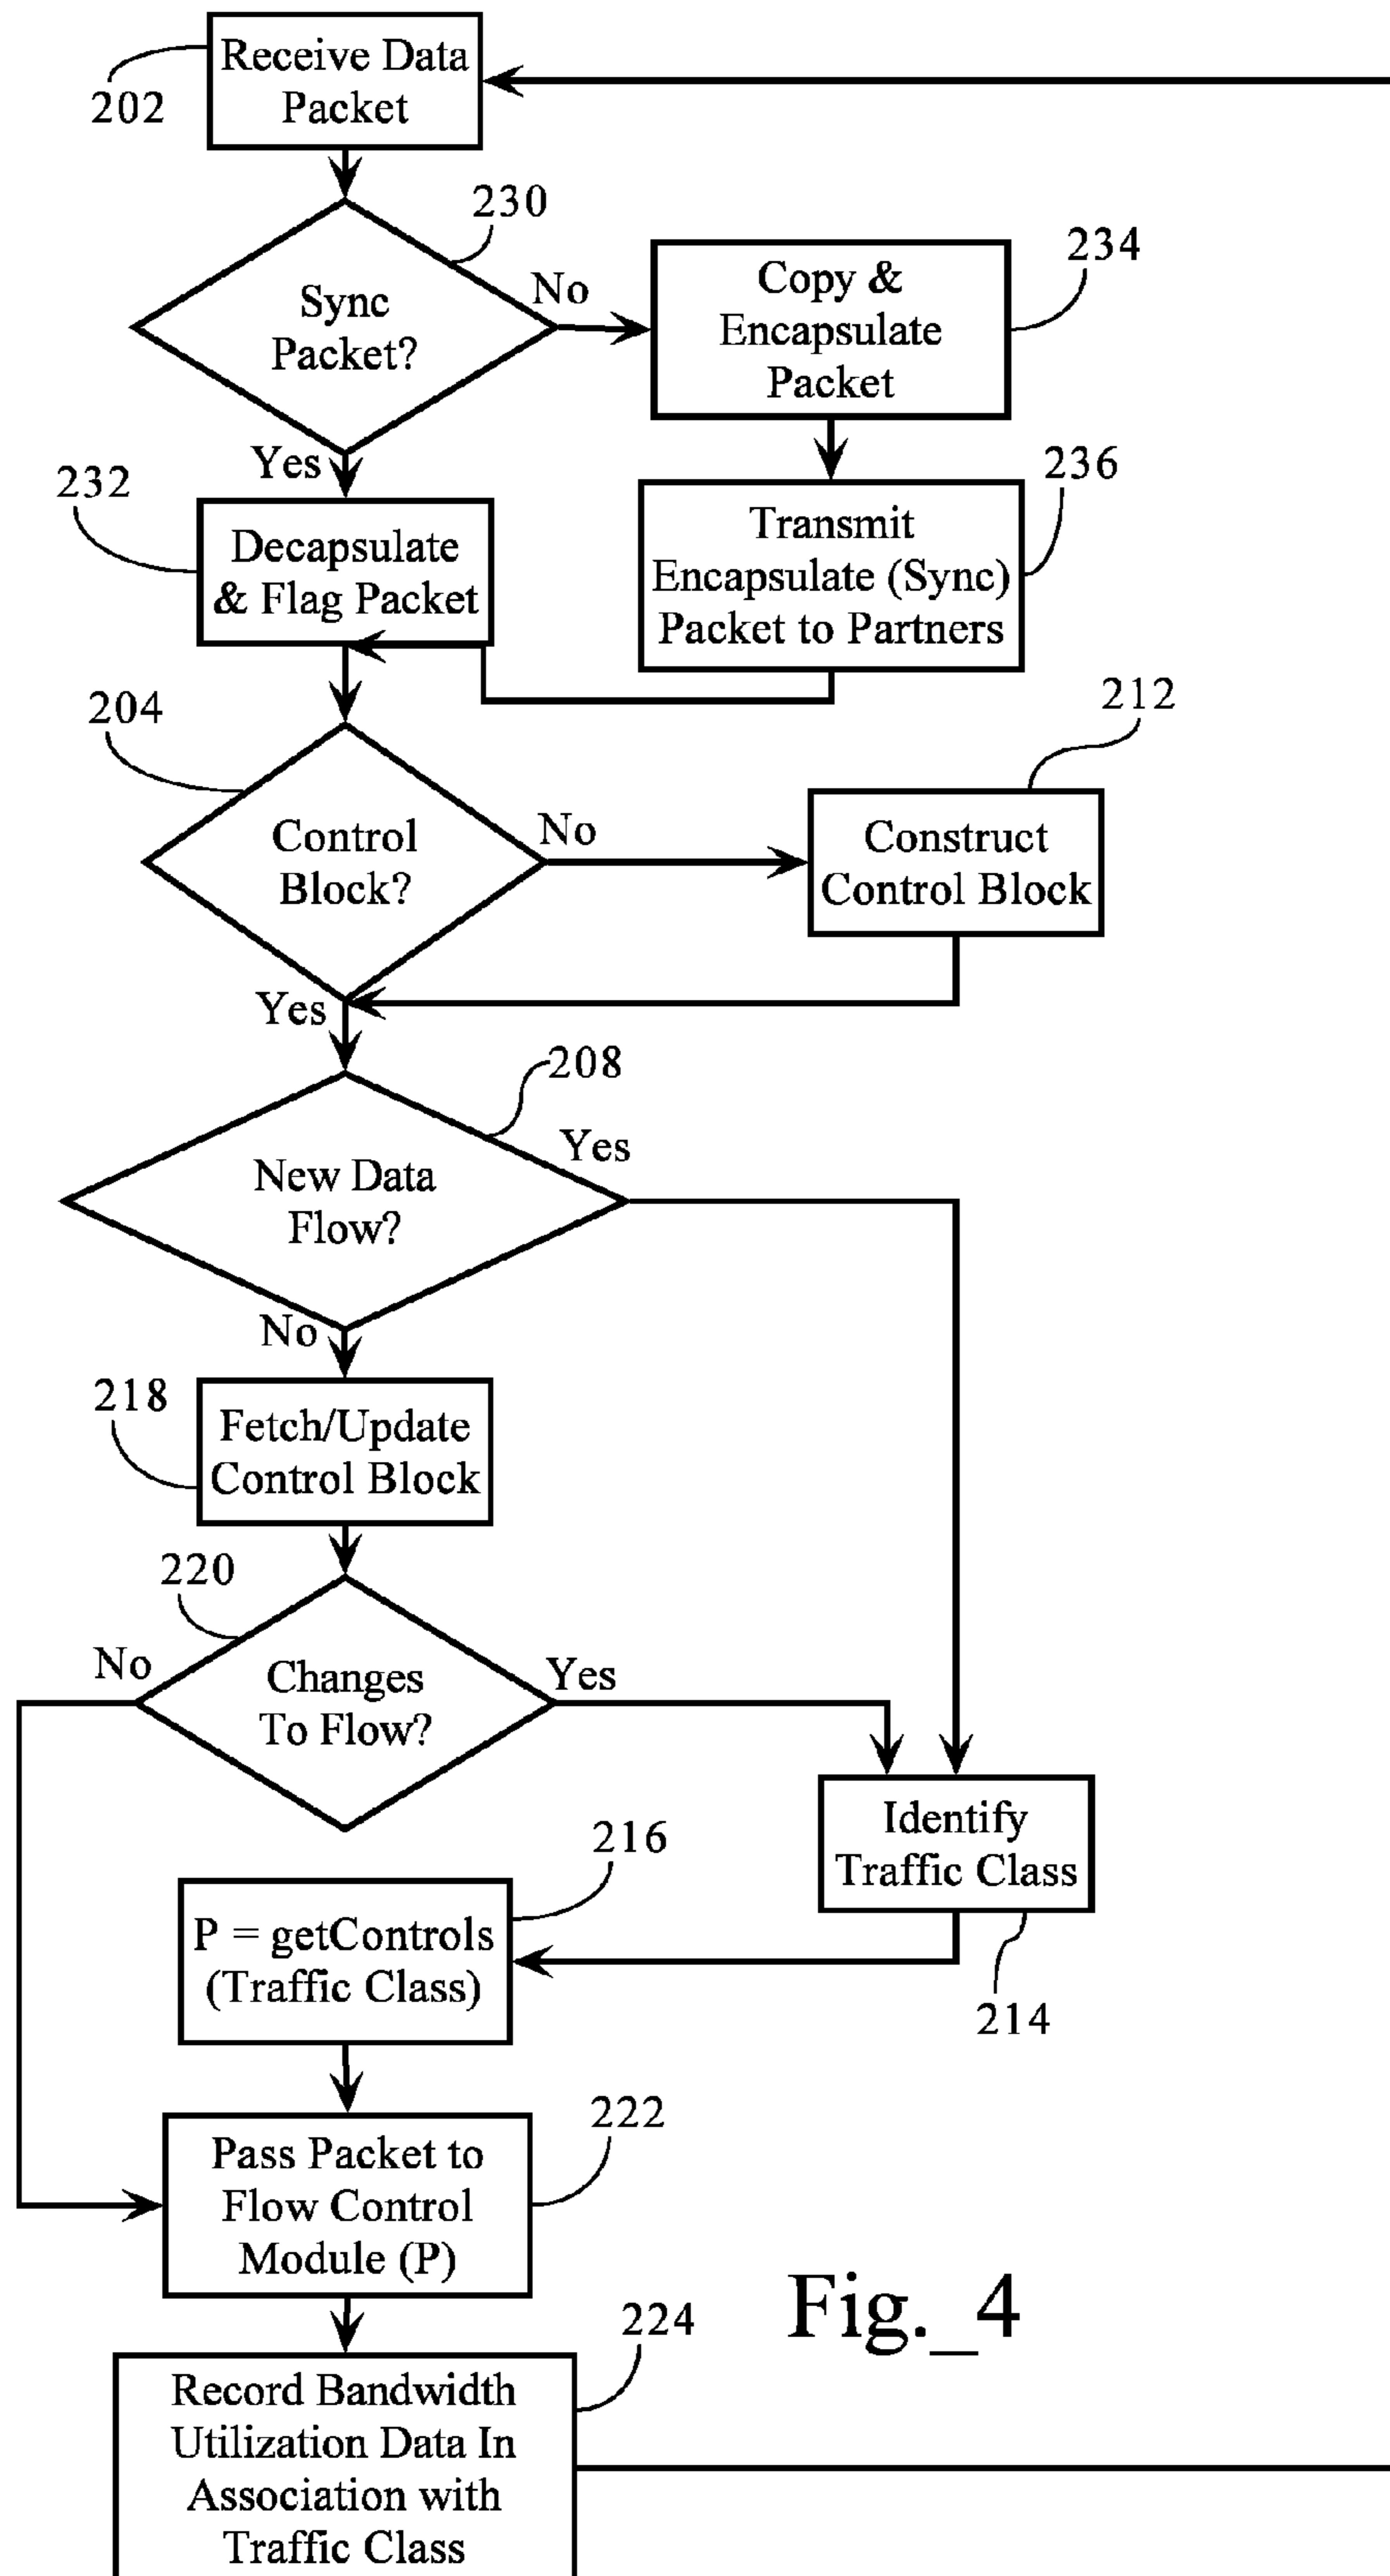 Receive Data
Packet
202
230
Sync
Packet?
No
Copy &
Encapsulate
Packet
234
Yes
232
Decapsulate
& Flag Packet
Transmit
Encapsulate (Sync)
Packet to Partners
236
204
Control
Block?
No
Construct
Control Block
212
Yes
208
New Data
Flow?
Yes
No
218
Fetch/Update
Control Block
220
No
Changes
To Flow?
Yes
Identify
Traffic Class
214
216
P = getControls
(Traffic Class)
222
Pass Packet to
Flow Control
Module (P)
Fig._4
224
Record Bandwidth
Utilization Data In
Association with
Traffic Class